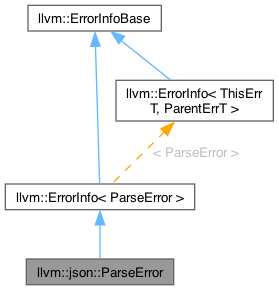 llvm::ErrorInfoBase
llvm::ErrorInfo< ThisErr
T, ParentErrT >
< ParseError >
llvm::ErrorInfo< ParseError >
llvm::json::ParseError